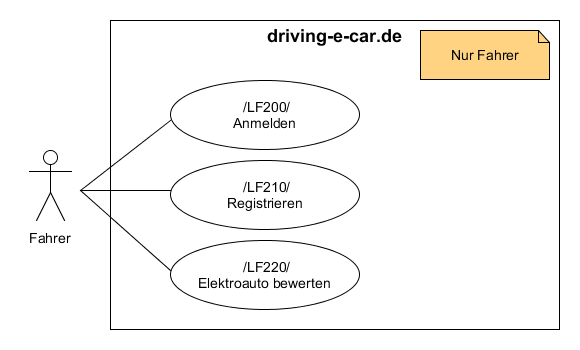 driving-e-car.de
Nur Fahrer
/LF200/
Anmelden
/LF210/
Registrieren
Fahrer
/LF220/
Elektroauto bewerten